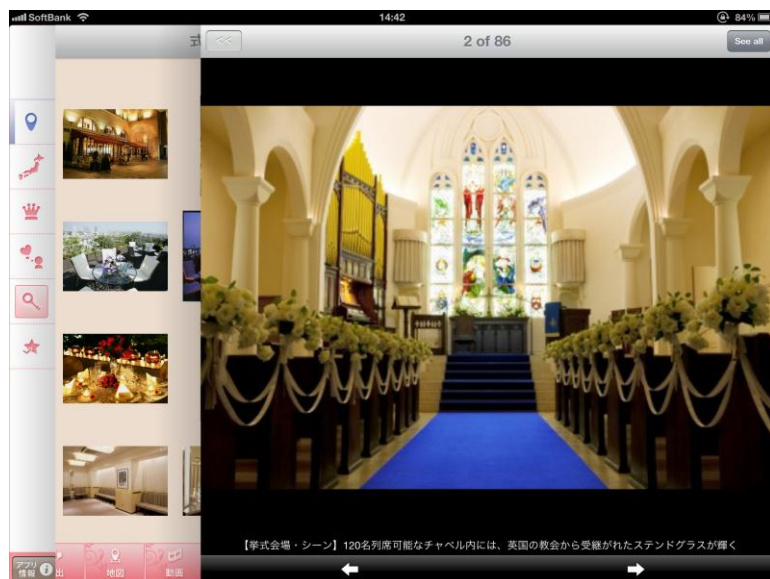 SoftBank
14:42
84%
式
<<
2 of 86
See all
【挙式会場・シーン】120名列席可能なチャペル内には、英国の教会から受継がれたステンドグラスが輝く
アプリ
情報
出
地図
動画